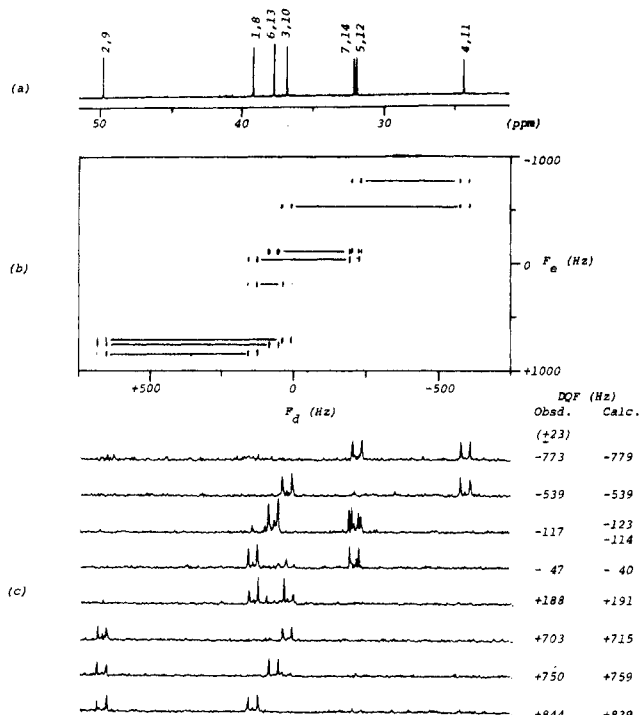 2,9
1,8
6,13
3,10
7,14
5,12
4,11
(a)
50 40 30 (ppm)
-1000
(b)
0 F_e (Hz)
+1000
+500 0 -500
F_d (Hz)
DQF (Hz)
Obsd. Calc.
(±23)
-773 -779
-539 -539
-117 -123
-114
- 47 - 40
(c)
+188 +191
+703 +715
+750 +759
+844 +839